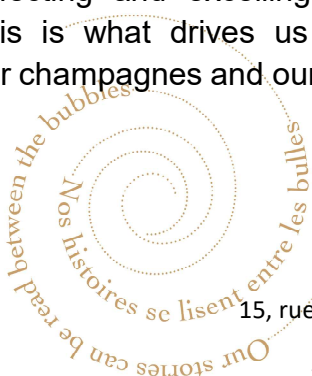 is is what drives us
r champagnes and our
Our stories can be read between the bubbles
Nos histoires se lisent entre les bulles
15, rue